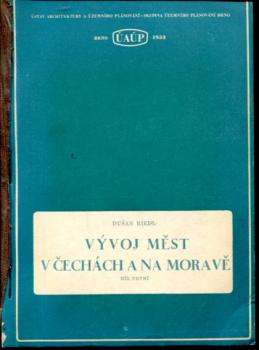 ÚSTAV ARCHITEKTURY A ÚZEMNÍHO PLÁNOVÁNÍ - SKUPINA ÚZEMNÍHO PLÁNOVÁNÍ BRNO
BRNO ÚAÚP 1953
DUŠAN RIEDL
VÝVOJ MĚST
V ČECHÁCH A NA MORAVĚ
DÍL PRVNÍ